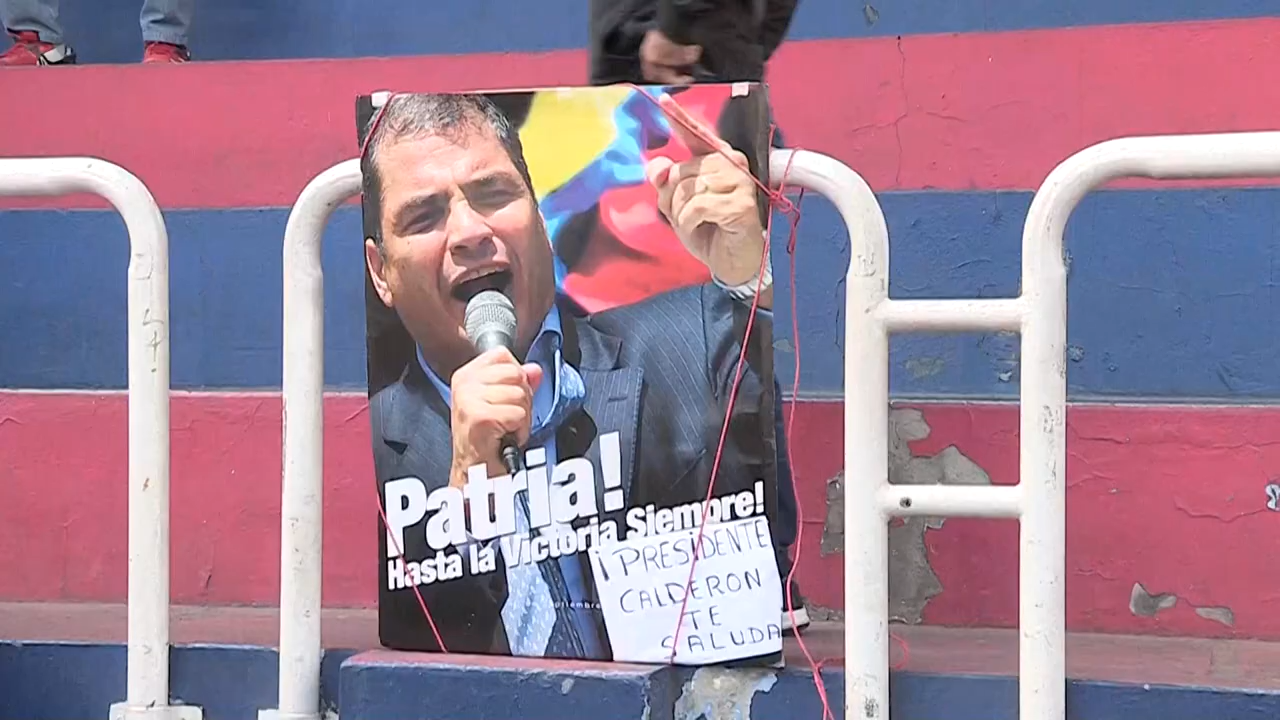 Patria!
Hasta la Victoria Siempre!
¡PRESIDENTE
CALDERON
TE
SALUDA